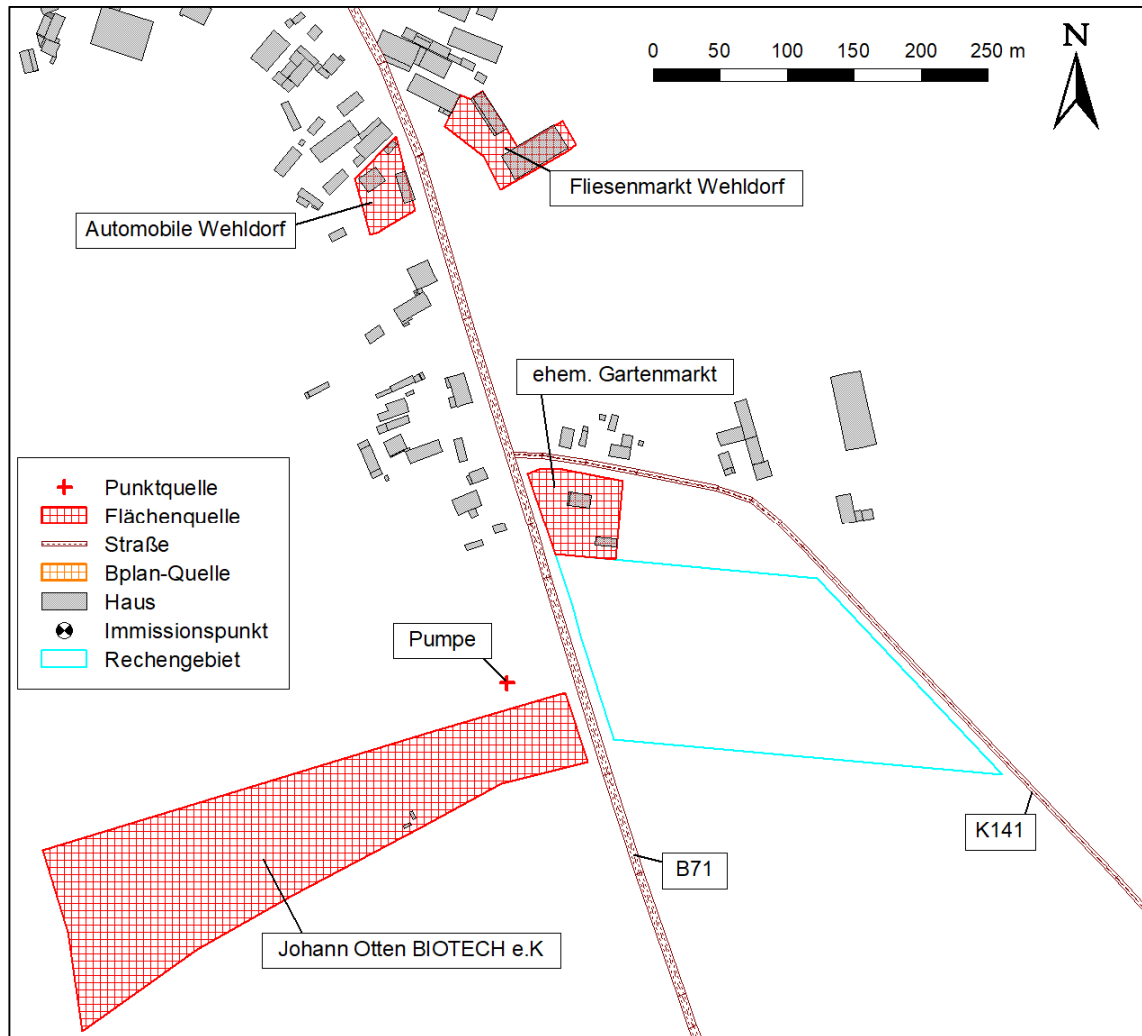 0 50 100 150 200 250 m
N
Fliesenmarkt Wehldorf
Automobile Wehldorf
ehem. Gartenmarkt
Punktquelle
Flächenquelle
Straße
Bplan-Quelle
Haus
Immissionspunkt
Rechengebiet
Pumpe
K141
B71
Johann Otten BIOTECH e.K